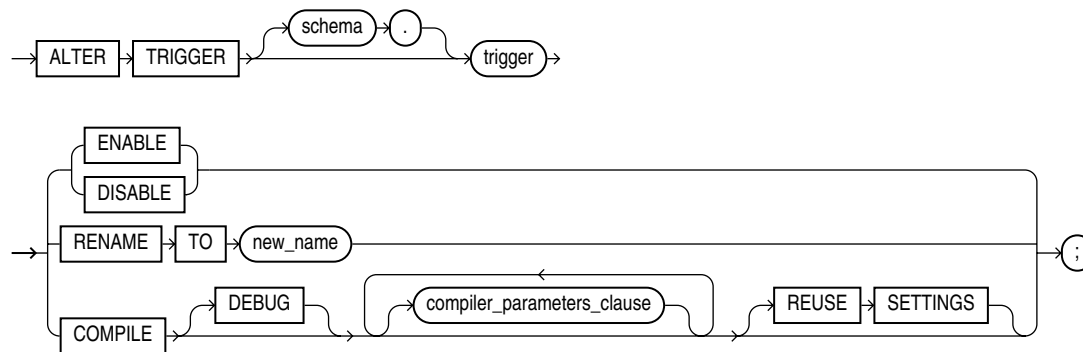 schema .
ALTER TRIGGER trigger
ENABLE
DISABLE
RENAME TO new_name ;
DEBUG compiler_parameters_clause REUSE SETTINGS
COMPILE